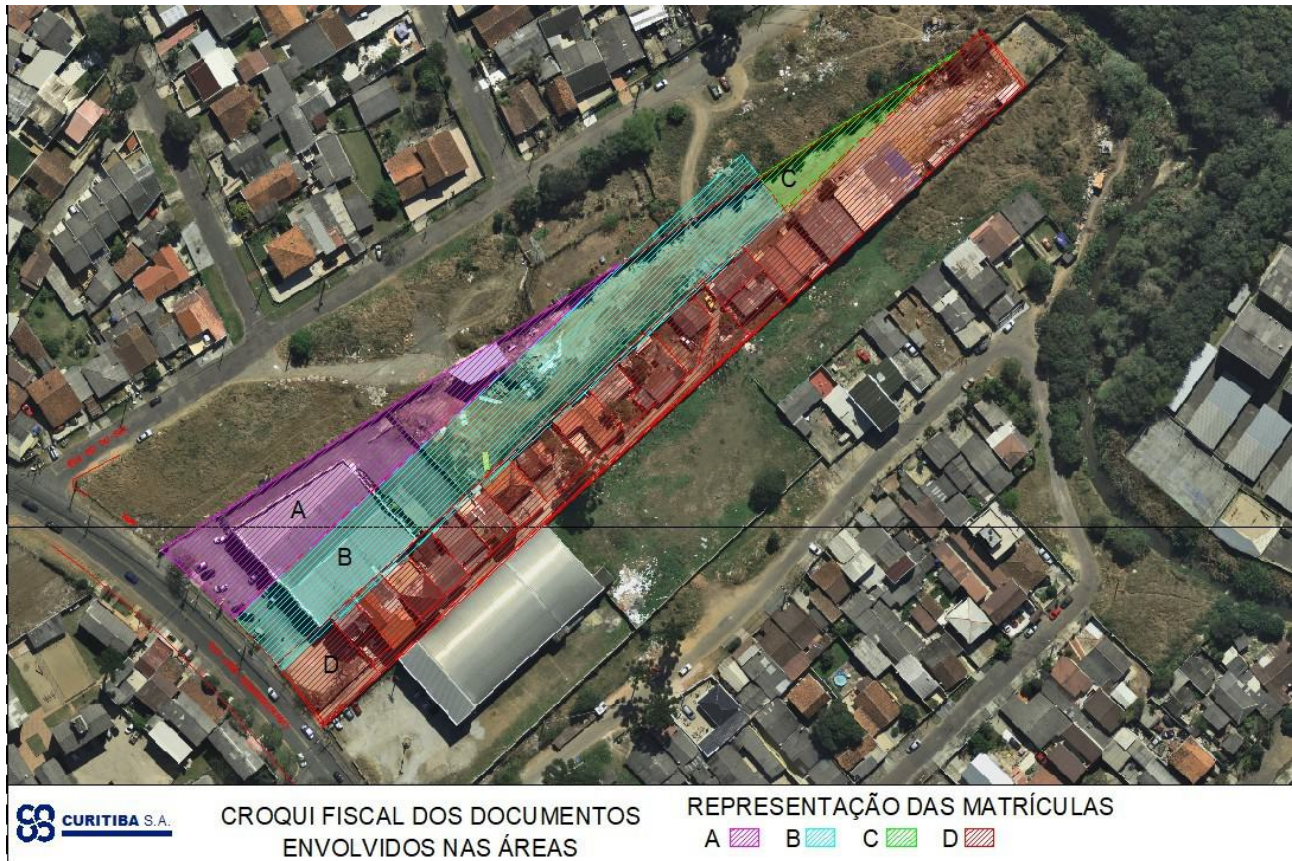 C
A
B
D
CURITIBA S.A.
CROQUI FISCAL DOS DOCUMENTOS
ENVOLVIDOS NAS ÁREAS
REPRESENTAÇÃO DAS MATRÍCULAS
A B C D